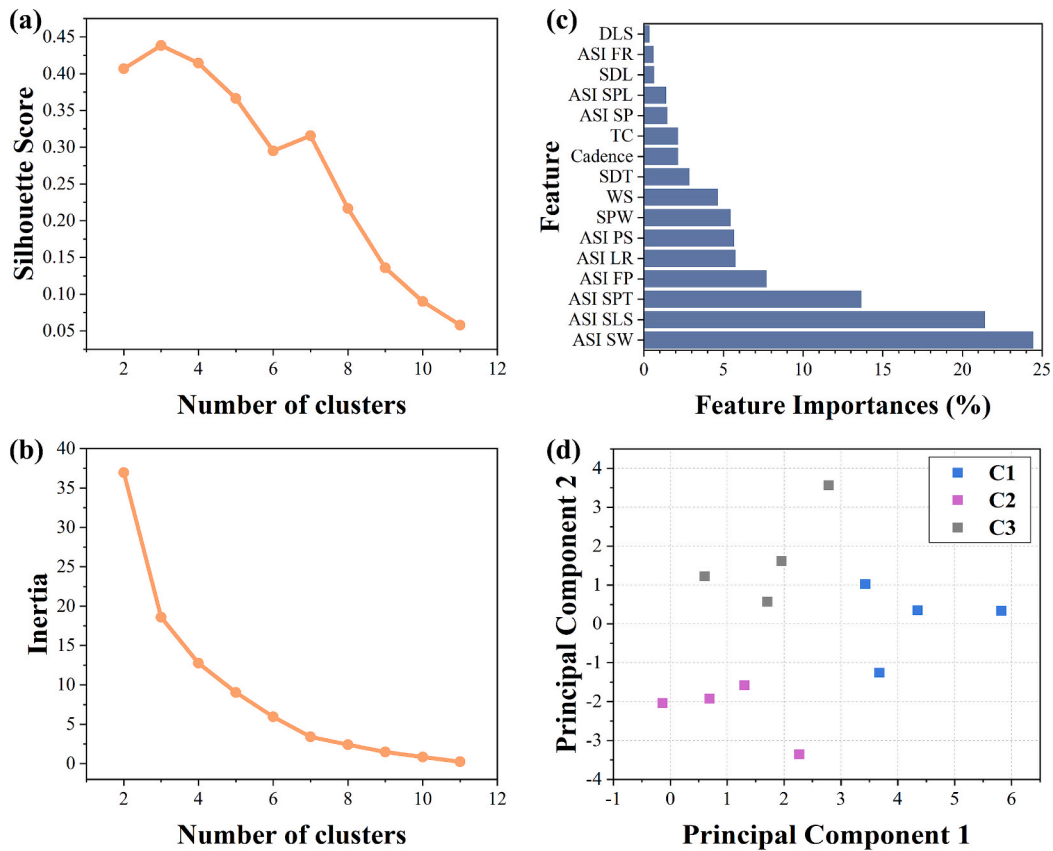 (a)
Silhouette Score
0.45
0.40
0.35
0.30
0.25
0.20
0.15
0.10
0.05
2 4 6 8 10 12
Number of clusters
(c)
Feature
DLS
ASI FR
SDL
ASI SPL
ASI SP
TC
Cadence
SDT
WS
SPW
ASI PS
ASI LR
ASI FP
ASI SPT
ASI SLS
ASI SW
0 5 10 15 20 25
Feature Importances (%)
(b)
Inertia
40
35
30
25
20
15
10
5
0
2 4 6 8 10 12
Number of clusters
(d)
Principal Component 2
4
3
2
1
0
-1
-2
-3
-4
C1
C2
C3
-1 0 1 2 3 4 5 6
Principal Component 1